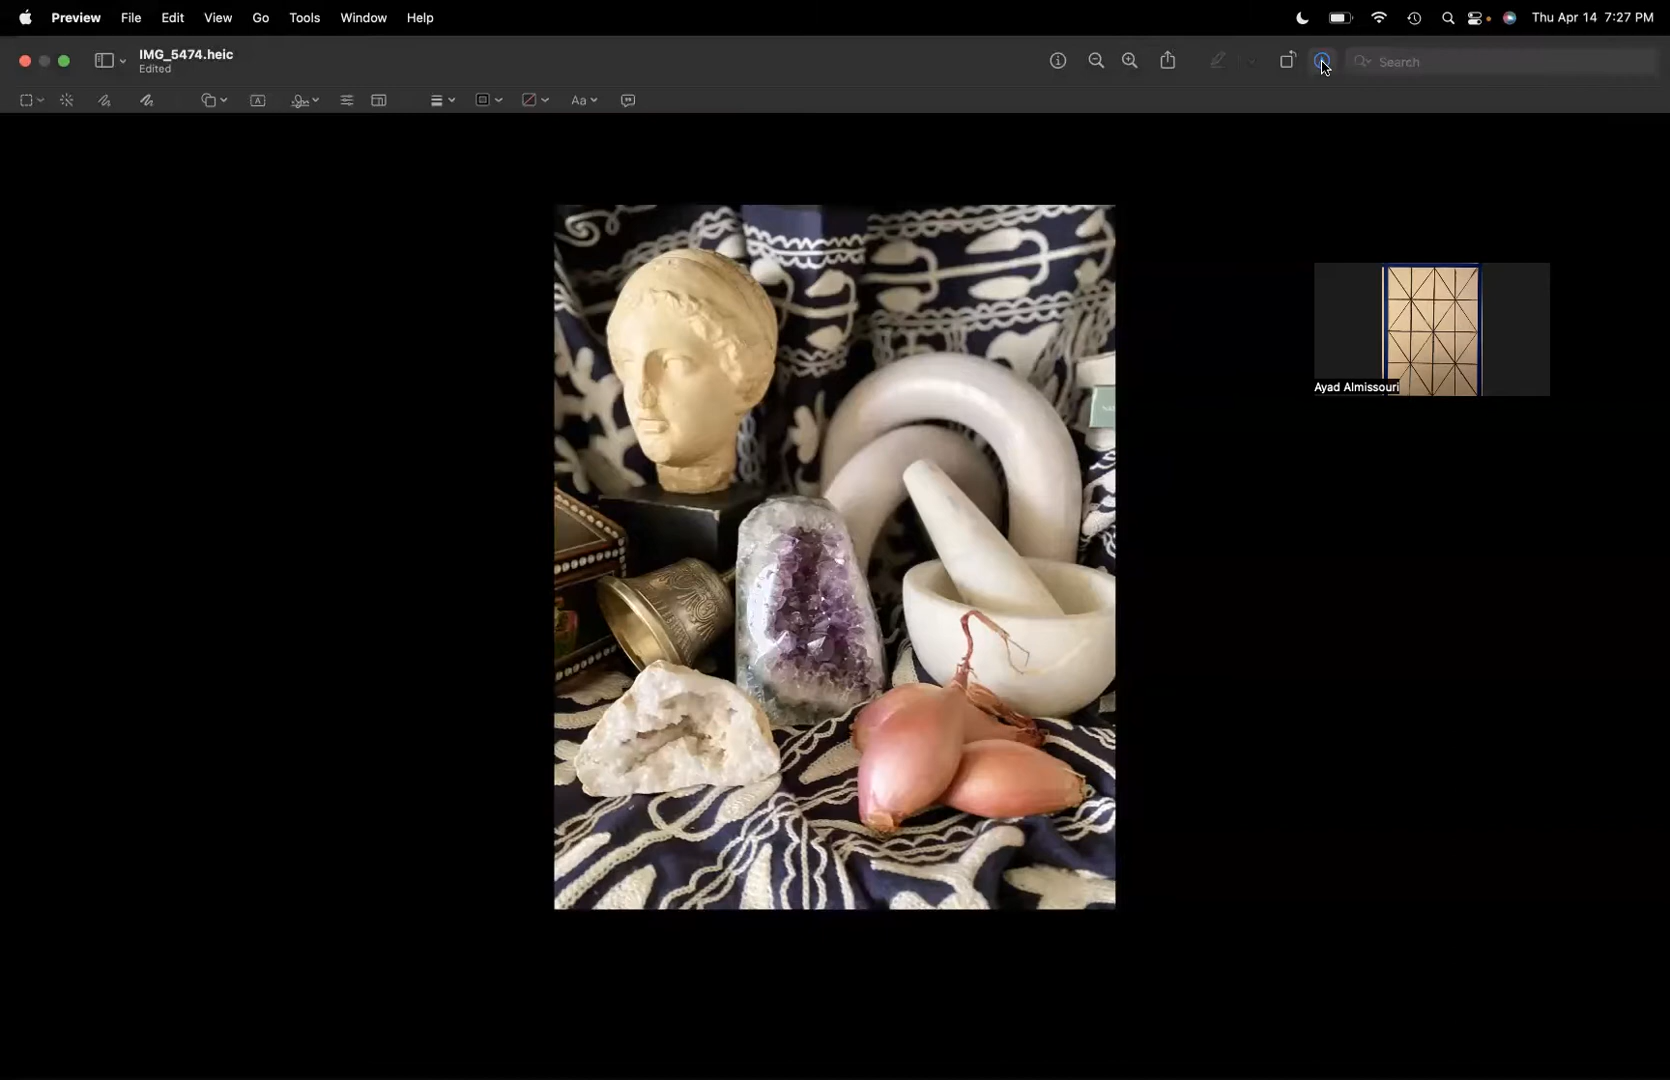 Preview File Edit View Go Tools Window Help
Thu Apr 14 7:27 PM
IMG_5474.heic
Edited
Search
A
Aa
Ayad Almissouri